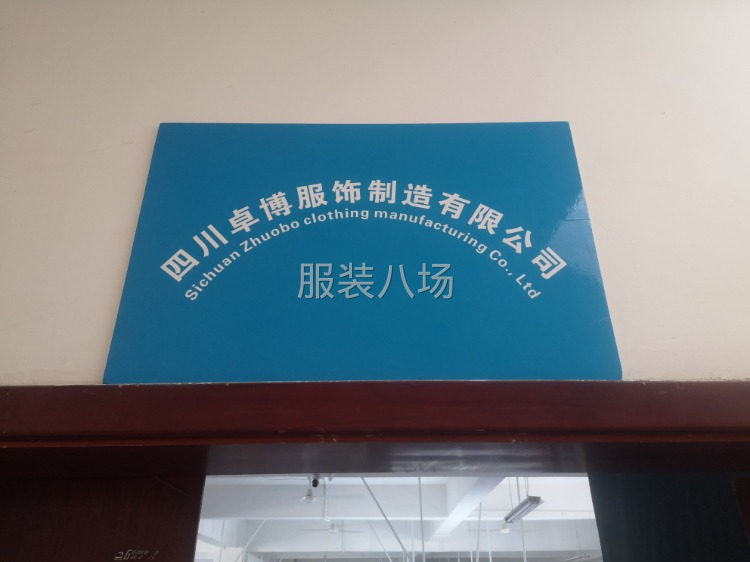 四川卓博服饰制造有限公司
Sichuan Zhuobo clothing manufacturing Co., Ltd
服装八场